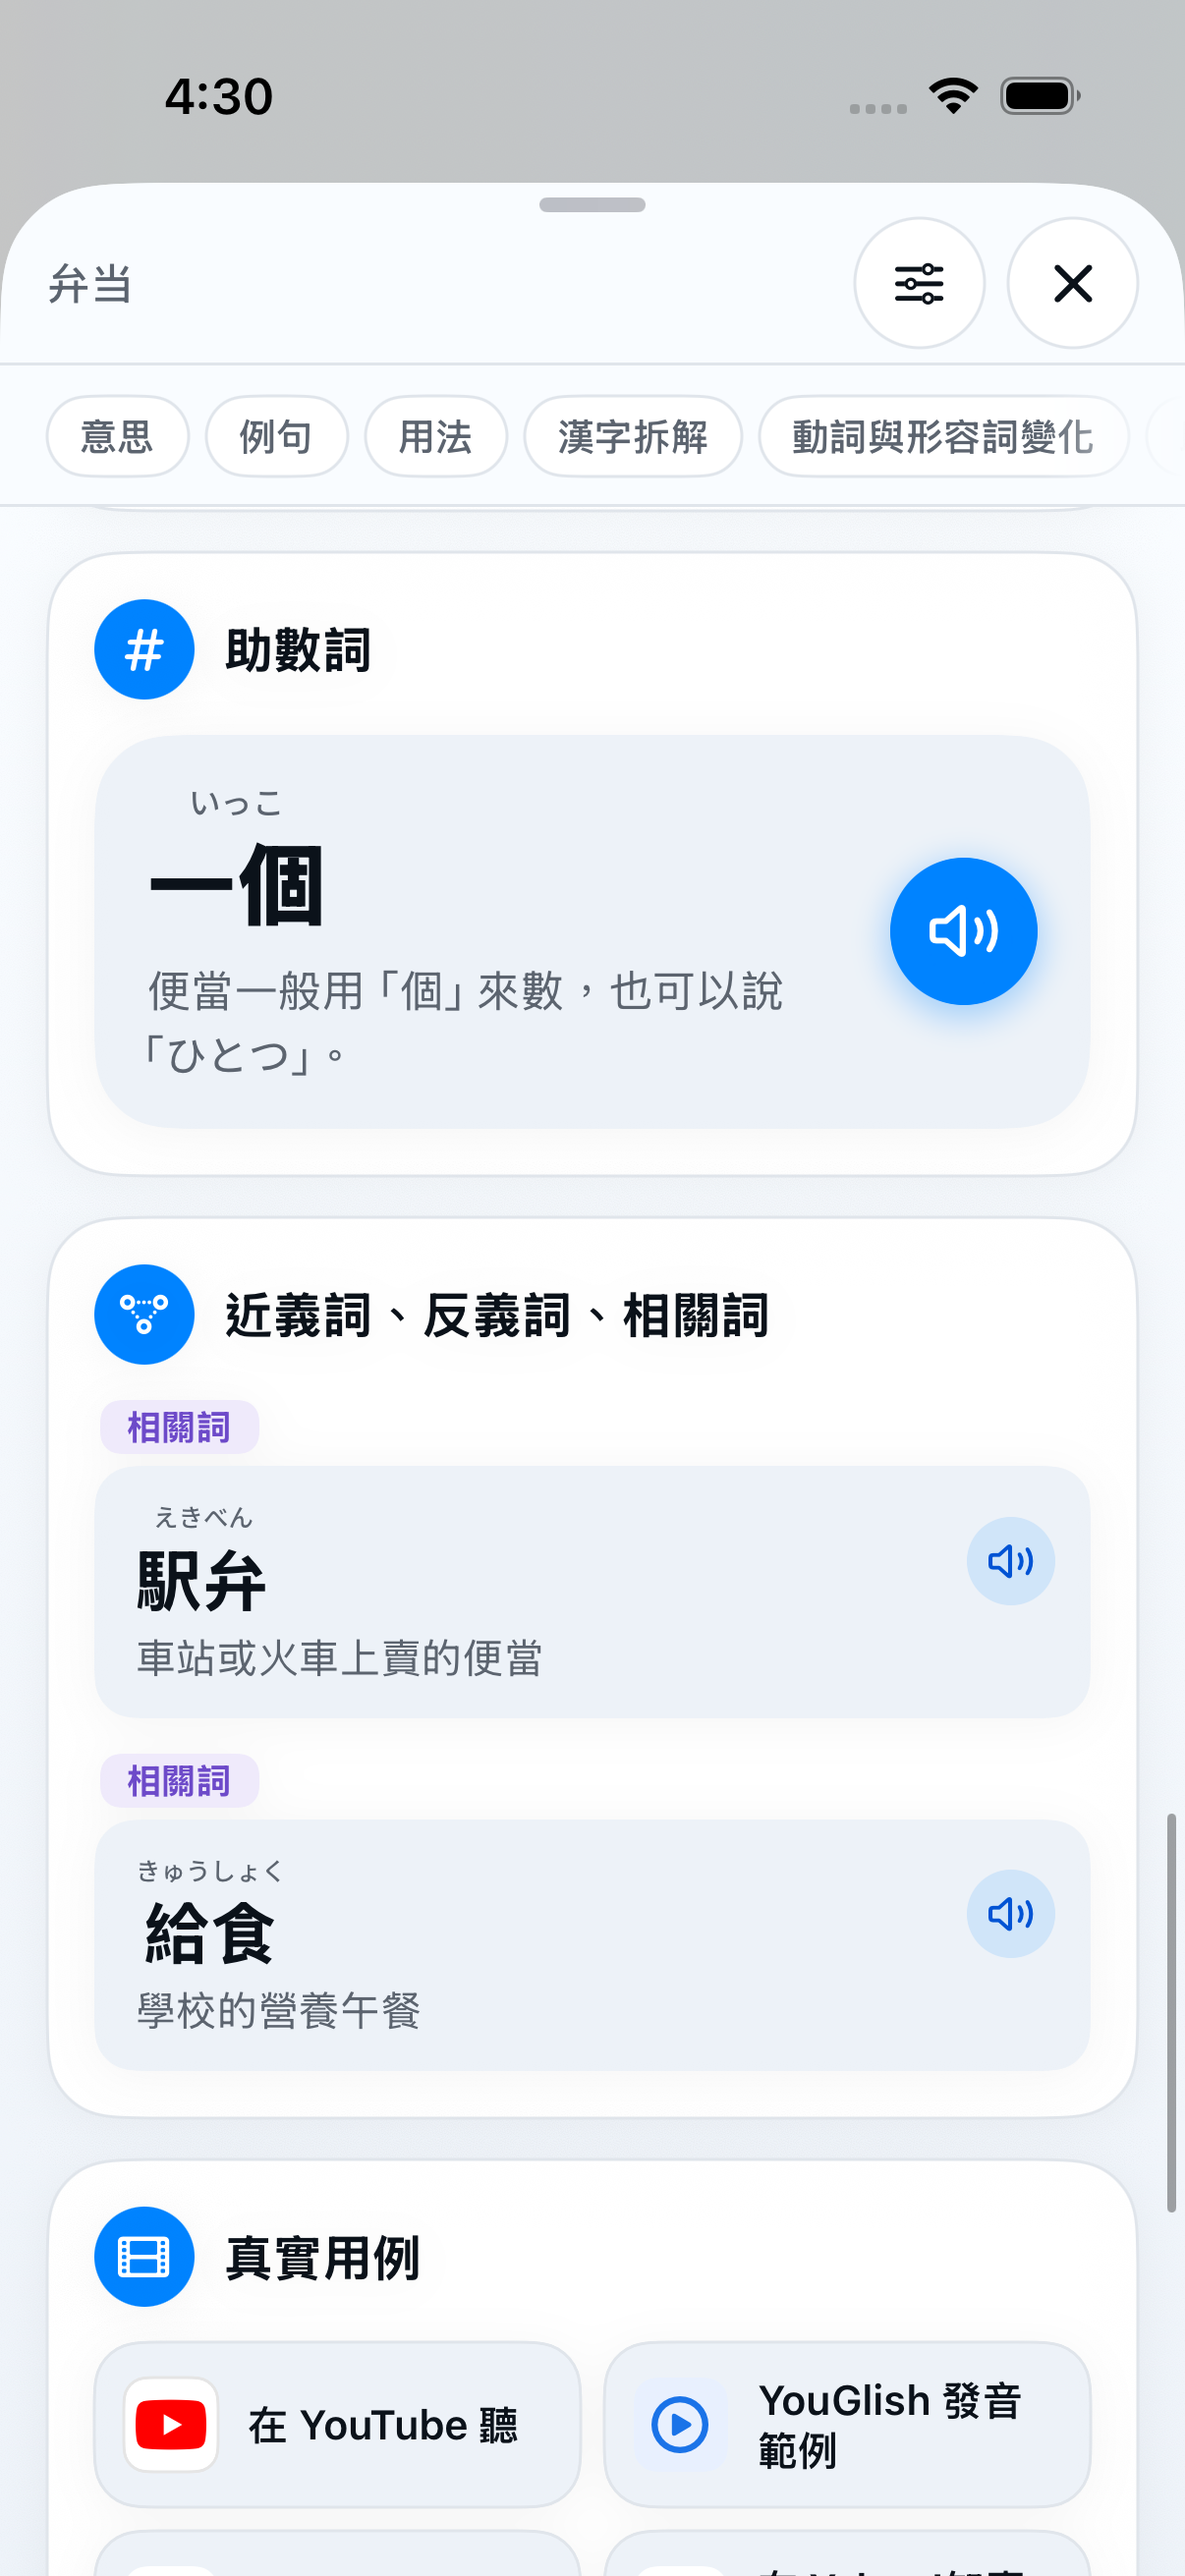 4:30
弁当
意思
例句
用法
漢字拆解
動詞與形容詞變化
助數詞
いっこ
一個
便當一般用「個」來數，也可以說
「ひとつ」。
近義詞、反義詞、相關詞
相關詞
えきべん
駅弁
車站或火車上賣的便當
相關詞
きゅうしょく
給食
學校的營養午餐
真實用例
在 YouTube 聽
YouGlish 發音
範例